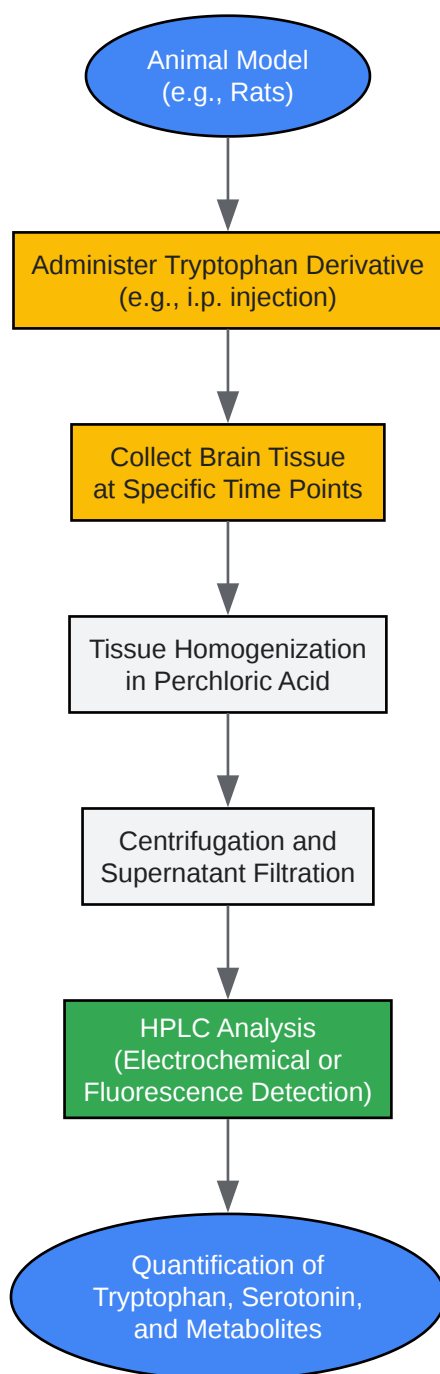 Animal Model
(e.g., Rats)
Administer Tryptophan Derivative
(e.g., i.p. injection)
Collect Brain Tissue
at Specific Time Points
Tissue Homogenization
in Perchloric Acid
Centrifugation and
Supernatant Filtration
HPLC Analysis
(Electrochemical or
Fluorescence Detection)
Quantification of
Tryptophan, Serotonin,
and Metabolites